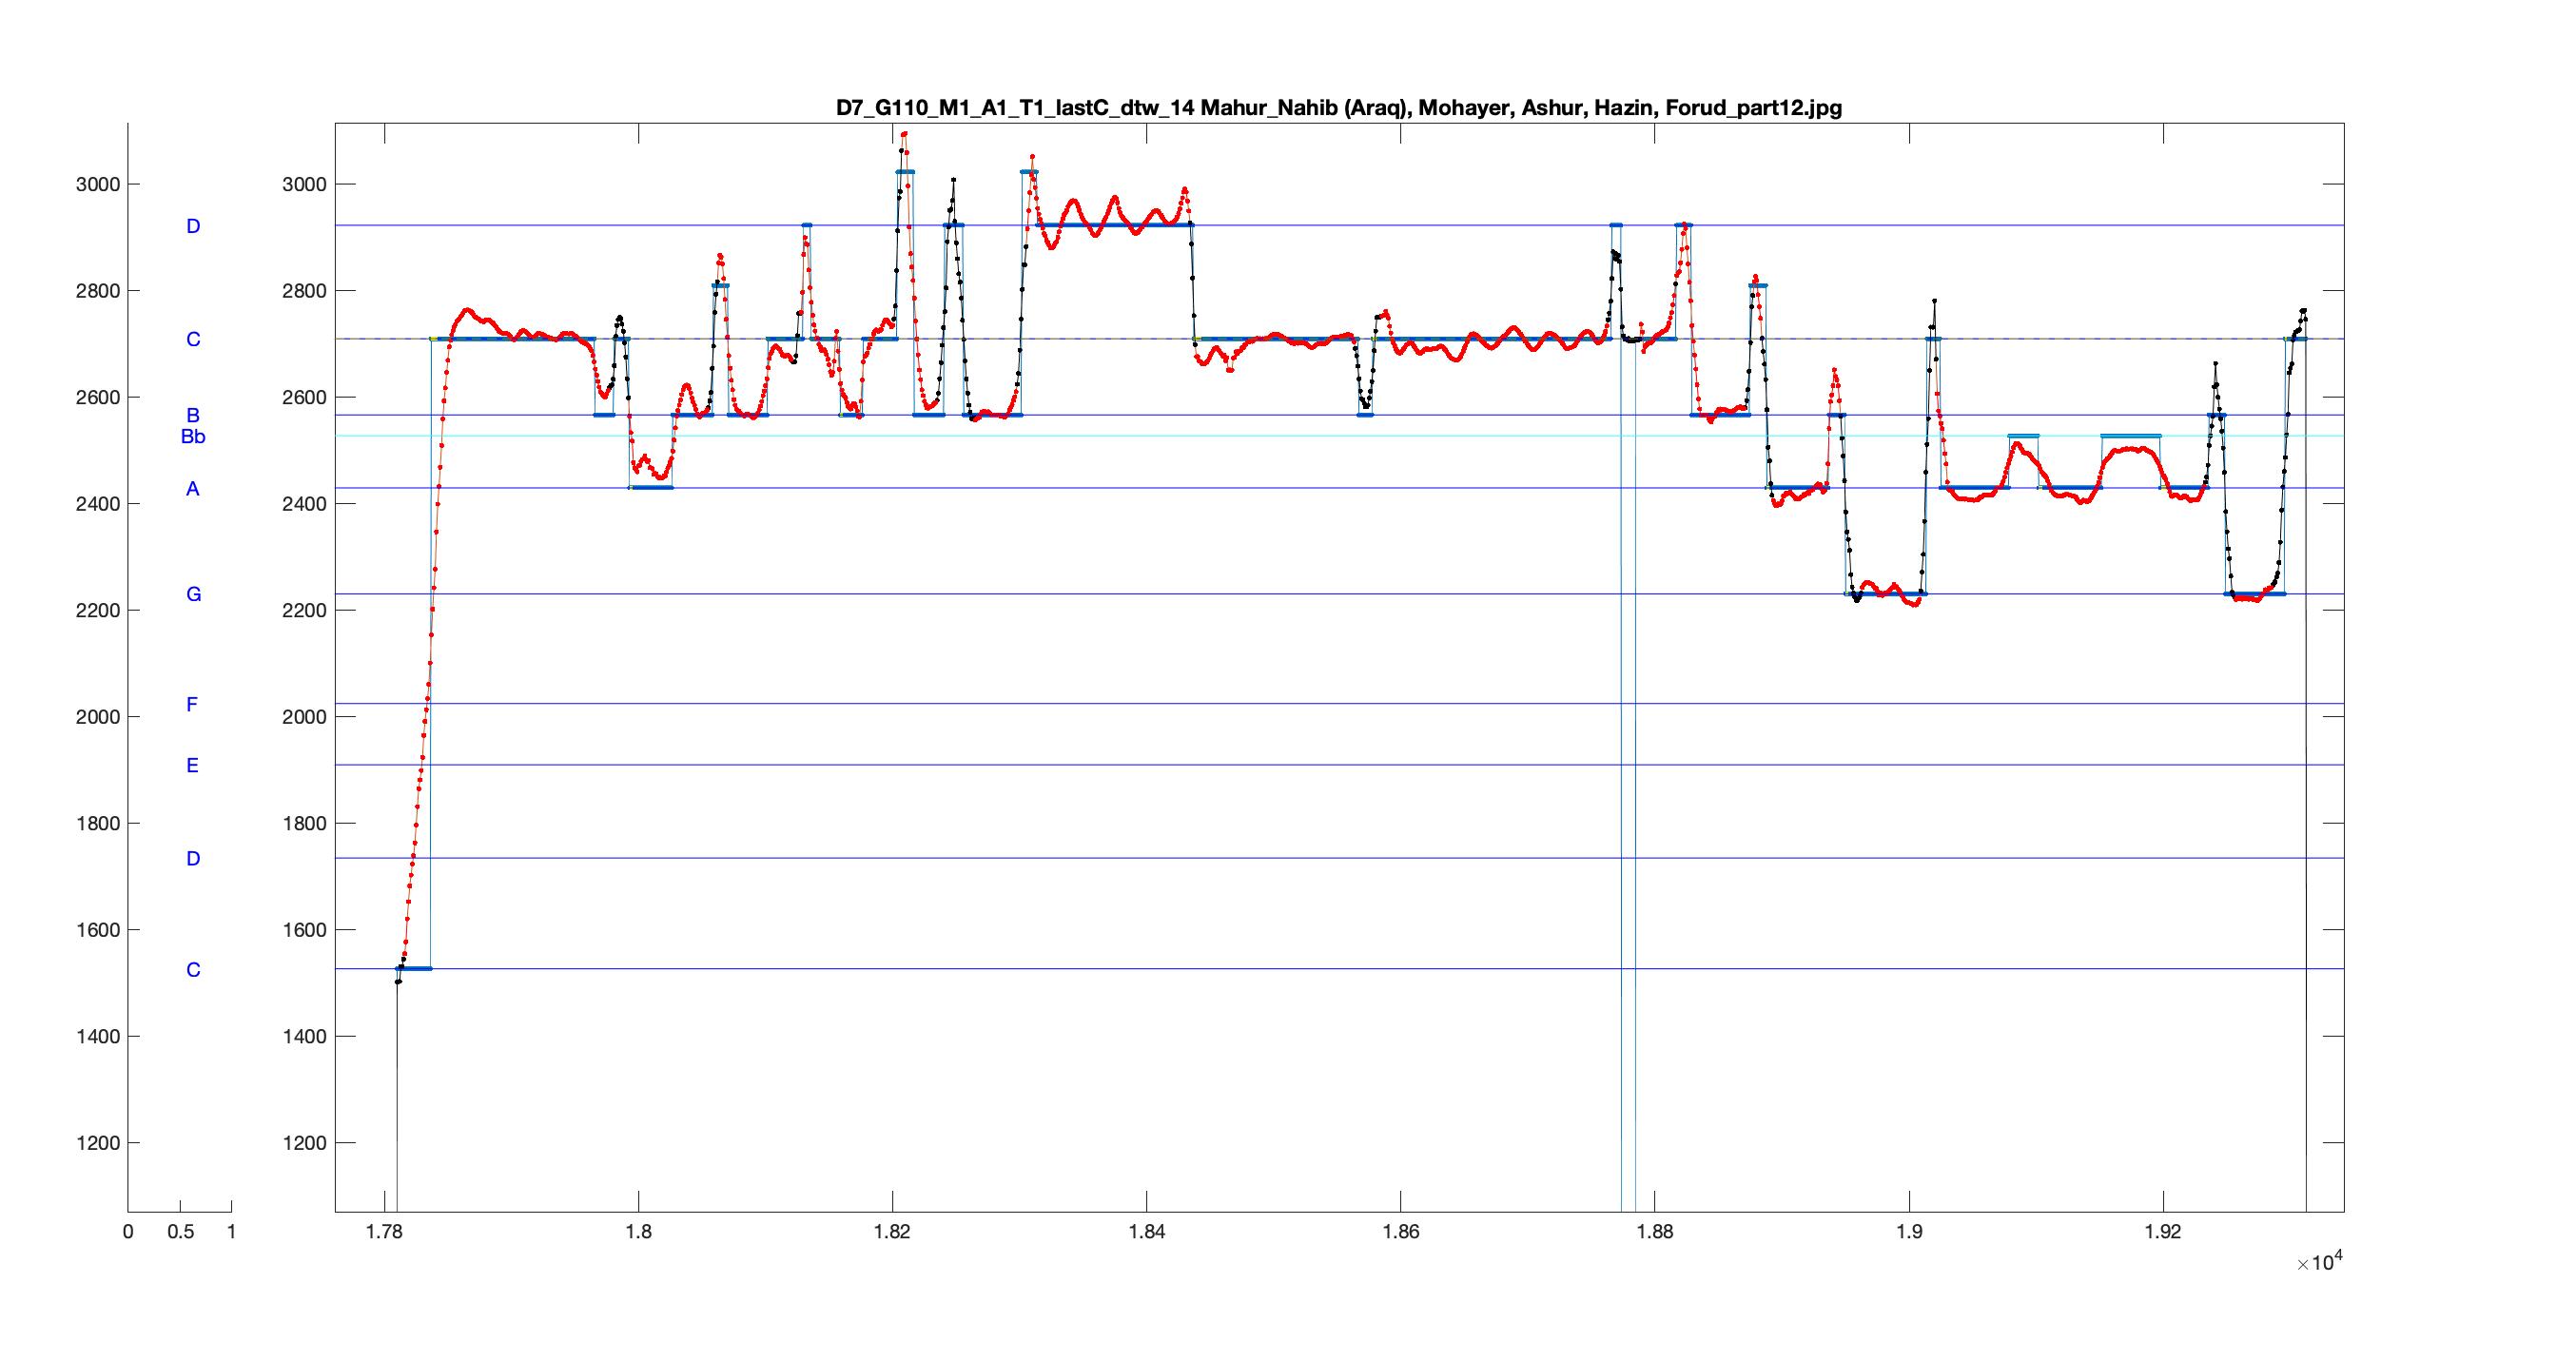 D7_G110_M1_A1_T1_lastC_dtw_14 Mahur_Nahib (Araq), Mohayer, Ashur, Hazin, Forud_part12.jpg
3000 3000
D
2800 2800
C
2600 2600
B
Bb
A
2400 2400
G
2200 2200
F
2000 2000
E
1800 1800
D
1600 1600
C
1400 1400
1200 1200
0 0.5 1 1.78 1.8 1.82 1.84 1.86 1.88 1.9 1.92
×10^4